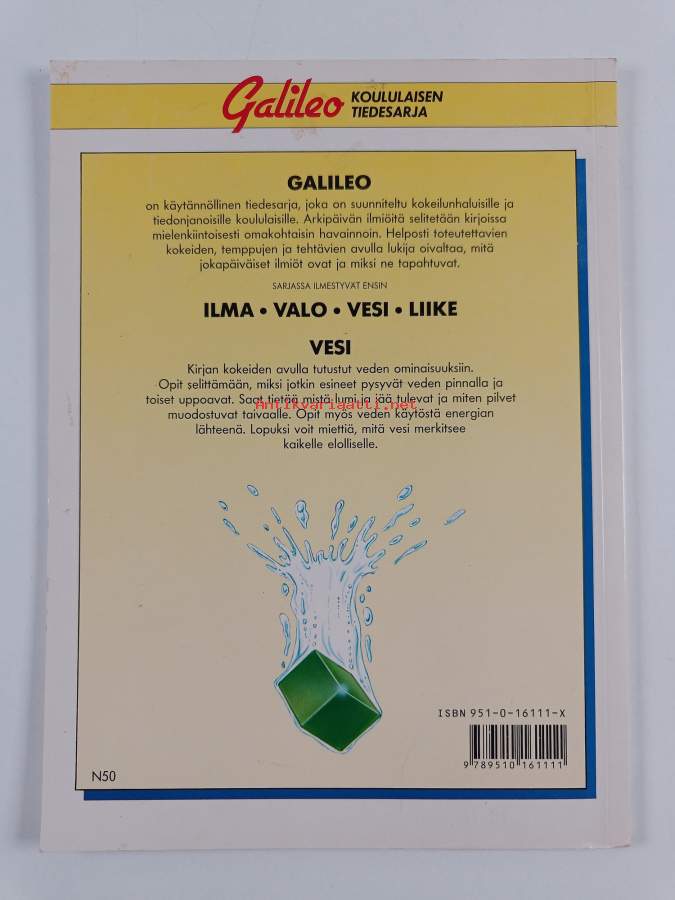 Galileo KOULULAISEN
TIEDESARJA
GALILEO
on käytännöllinen tiedesarja, joka on suunniteltu kokeilunhaluisille ja
tiedonjanoisille koululaisille. Arkipäivän ilmiöitä selitetään kirjoissa
mielenkiintoisesti omakohtaisin havainnoin. Helposti toteutettavien
kokeiden, temppujen ja tehtävien avulla lukija oivaltaa, mitä
jokapäiväiset ilmiöt ovat ja miksi ne tapahtuvat.
SARJASSA ILMESTYVÄT ENSIN
ILMA • VALO • VESI • LIIKE
VESI
Kirjan kokeiden avulla tutustut veden ominaisuuksiin.
Opit selittämään, miksi jotkin esineet pysyvät veden pinnalla ja
toiset uppoavat. Saat tietää mistä lumi ja jää tulevat ja miten pilvet
Antikvariaatti.net
muodostuvat taivaalle. Opit myös veden käytöstä energian
lähteenä. Lopuksi voit miettiä, mitä vesi merkitsee
kaikelle elolliselle.
ISBN 951-0-16111-X
9 789510 161111
N50